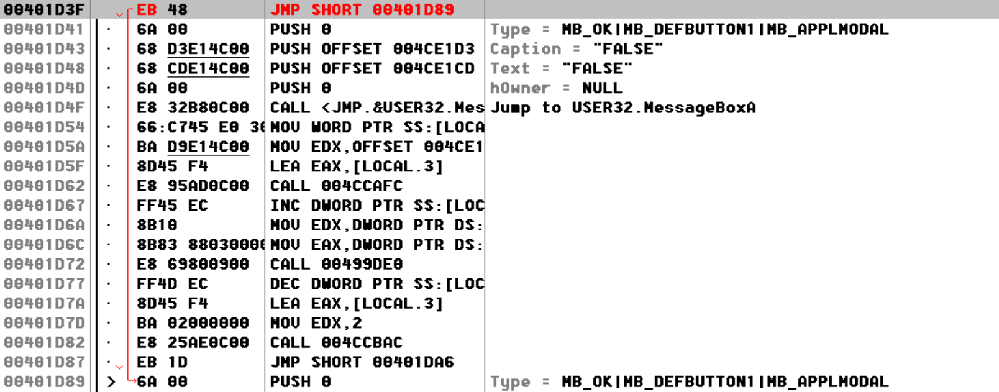 00401D3F EB 48 JMP SHORT 00401D89
00401D41 · 6A 00 PUSH 0 Type = MB_OK|MB_DEFBUTTON1|MB_APPLMODAL
00401D43 · 68 D3E14C00 PUSH OFFSET 004CE1D3 Caption = "FALSE"
00401D48 · 68 CDE14C00 PUSH OFFSET 004CE1CD Text = "FALSE"
00401D4D · 6A 00 PUSH 0 hOwner = NULL
00401D4F · E8 32B80C00 CALL <JMP.&USER32.Mes Jump to USER32.MessageBoxA
00401D54 · 66:C745 E0 3 MOV WORD PTR SS:[LOCA
00401D5A · BA D9E14C00 MOV EDX,OFFSET 004CE1
00401D5F · 8D45 F4 LEA EAX,[LOCAL.3]
00401D62 · E8 95AD0C00 CALL 004CCAFC
00401D67 · FF45 EC INC DWORD PTR SS:[LOC
00401D6A · 8B10 MOV EDX,DWORD PTR DS:
00401D6C · 8B83 8803000 MOV EAX,DWORD PTR DS:
00401D72 · E8 69800900 CALL 00499DE0
00401D77 · FF4D EC DEC DWORD PTR SS:[LOC
00401D7A · 8D45 F4 LEA EAX,[LOCAL.3]
00401D7D · BA 02000000 MOV EDX,2
00401D82 · E8 25AE0C00 CALL 004CCBAC
00401D87 · EB 1D JMP SHORT 00401DA6
00401D89 > 6A 00 PUSH 0 Type = MB_OK|MB_DEFBUTTON1|MB_APPLMODAL